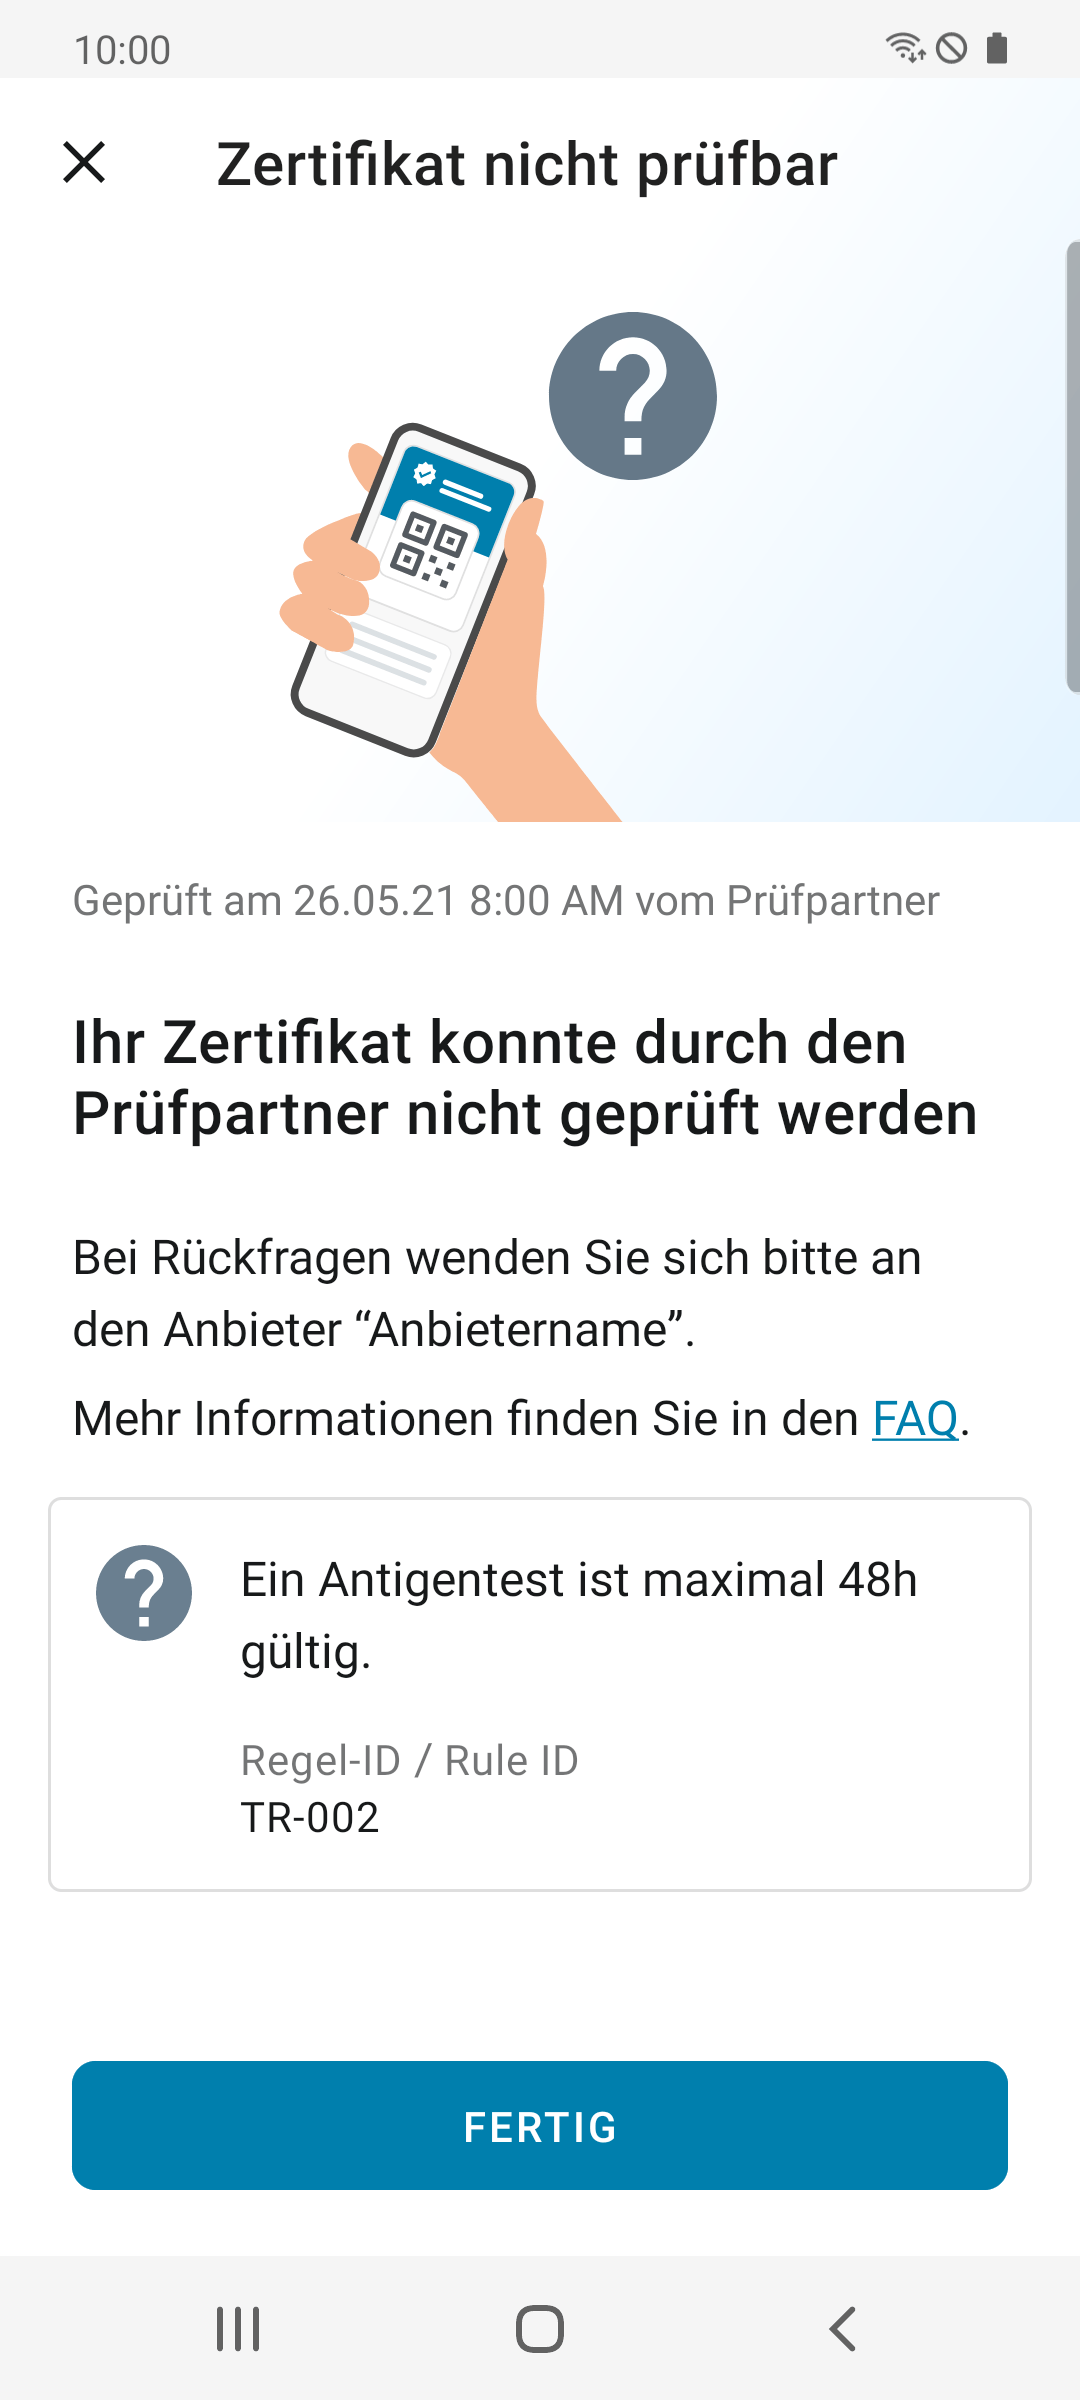 10:00
Zertifikat nicht prüfbar
Geprüft am 26.05.21 8:00 AM vom Prüfpartner
Ihr Zertifikat konnte durch den
Prüfpartner nicht geprüft werden
Bei Rückfragen wenden Sie sich bitte an
den Anbieter “Anbietername”.
Mehr Informationen finden Sie in den FAQ.
Ein Antigentest ist maximal 48h
gültig.
Regel-ID / Rule ID
TR-002
FERTIG